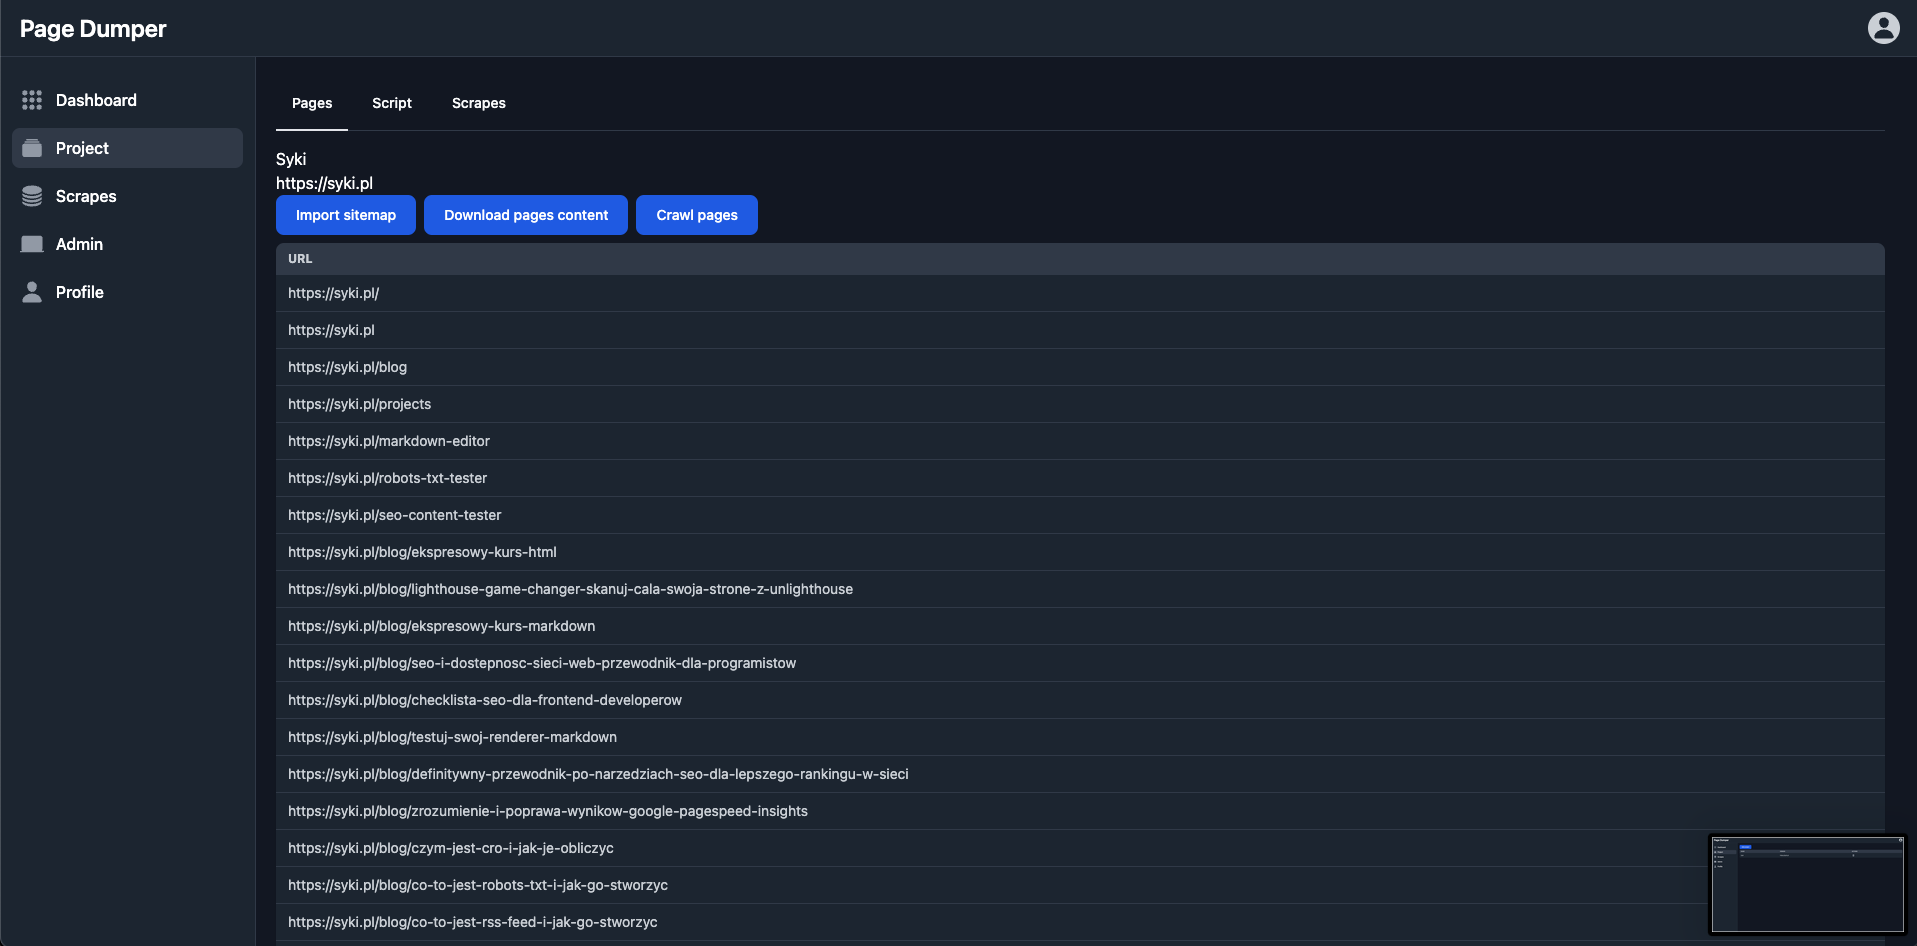 Page Dumper
Dashboard
Project
Scrapes
Admin
Profile
Pages Script Scrapes
Syki
https://syki.pl
Import sitemap Download pages content Crawl pages
URL
https://syki.pl/
https://syki.pl
https://syki.pl/blog
https://syki.pl/projects
https://syki.pl/markdown-editor
https://syki.pl/robots-txt-tester
https://syki.pl/seo-content-tester
https://syki.pl/blog/ekspresowy-kurs-html
https://syki.pl/blog/lighthouse-game-changer-skanuj-cala-swoja-strone-z-unlighthouse
https://syki.pl/blog/ekspresowy-kurs-markdown
https://syki.pl/blog/seo-i-dostepnosc-sieci-web-przewodnik-dla-programistow
https://syki.pl/blog/checklista-seo-dla-frontend-developerow
https://syki.pl/blog/testuj-swoj-renderer-markdown
https://syki.pl/blog/definitywny-przewodnik-po-narzedziach-seo-dla-lepszego-rankingu-w-sieci
https://syki.pl/blog/zrozumienie-i-poprawa-wynikow-google-pagespeed-insights
https://syki.pl/blog/czym-jest-cro-i-jak-je-obliczyc
https://syki.pl/blog/co-to-jest-robots-txt-i-jak-go-stworzyc
https://syki.pl/blog/co-to-jest-rss-feed-i-jak-go-stworzyc